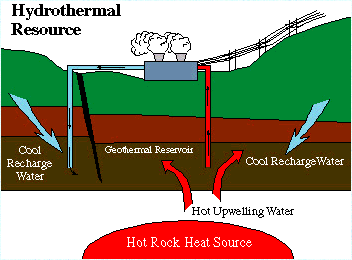 Hydrothermal
Resource
Cool
Recharge
Water
Geothermal Reservoir
Cool RechargeWater
Hot Upwelling Water
Hot Rock Heat Source